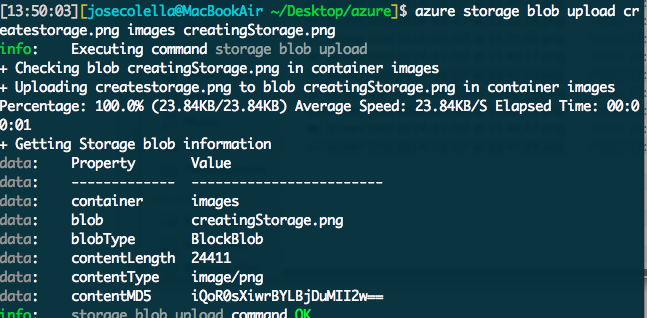 [13:50:03][josecolella@MacBookAir ~/Desktop/azure]$ azure storage blob upload cr
eatestorage.png images creatingStorage.png
info:    Executing command storage blob upload
+ Checking blob creatingStorage.png in container images
+ Uploading createstorage.png to blob creatingStorage.png in container images
Percentage: 100.0% (23.84KB/23.84KB) Average Speed: 23.84KB/S Elapsed Time: 00:0
0:01
+ Getting Storage blob information
data:    Property       Value
data:    -------------  ------------------------
data:    container      images
data:    blob           creatingStorage.png
data:    blobType       BlockBlob
data:    contentLength  24411
data:    contentType    image/png
data:    contentMD5     iQoR0sXiwrBYLBjDuMII2w==
info:    storage blob upload command OK